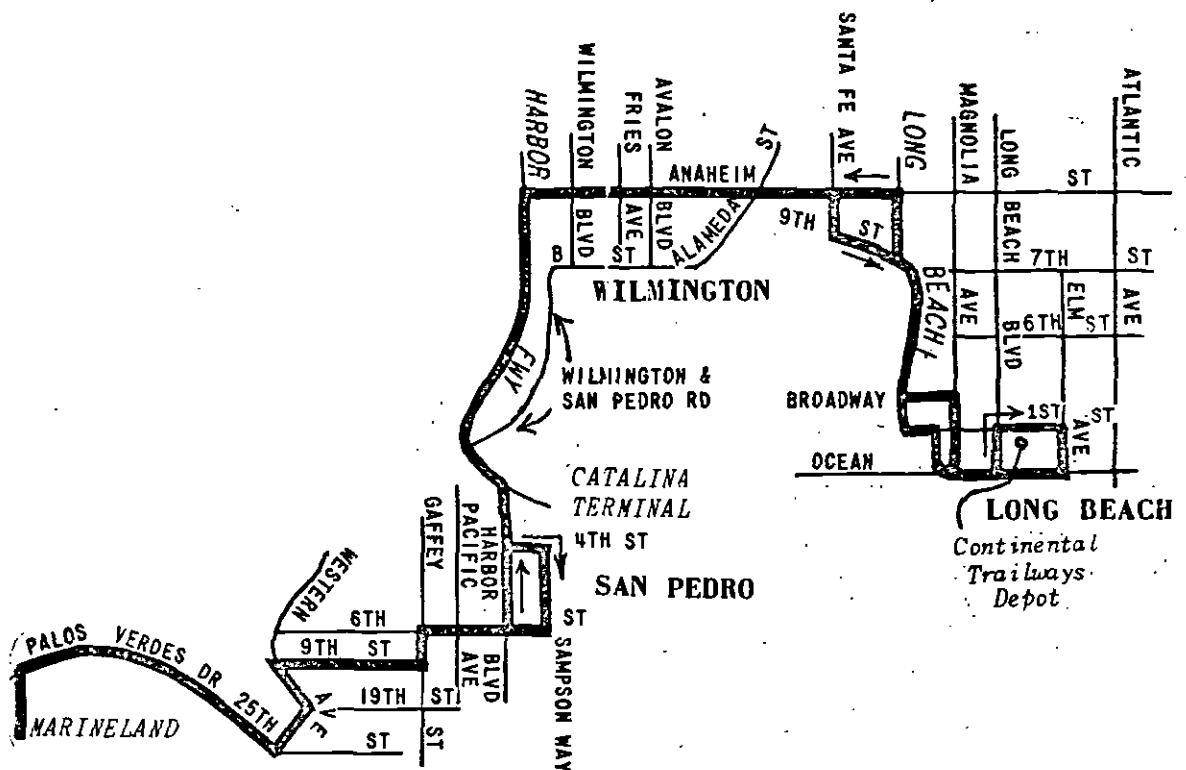 HARBOR
WILMINGTON
BLVD
FRIES
AVE
AVALON
BLVD
ANAHEIM
ST
ALAMEDA
ST
SANTA FE AVE
LONG
BEACH
MAGNOLIA
AVE
LONG
BEACH
BLVD
ATLANTIC
AVE
9TH
ST
B ST
WILMINGTON
7TH
ST
ELM
AVE
6TH ST
FWY
WILMINGTON &
SAN PEDRO RD
BROADWAY
1ST ST
OCEAN
CATALINA
TERMINAL
LONG BEACH
Continental
Trailways
Depot
GAFFEY
ST
PACIFIC
AVE
HARBOR
BLVD
4TH ST
SAN PEDRO
WESTERN
AVE
6TH
ST
9TH ST
SAMPSON WAY
PALOS VERDES DR
25TH
ST
19TH ST
MARINELAND